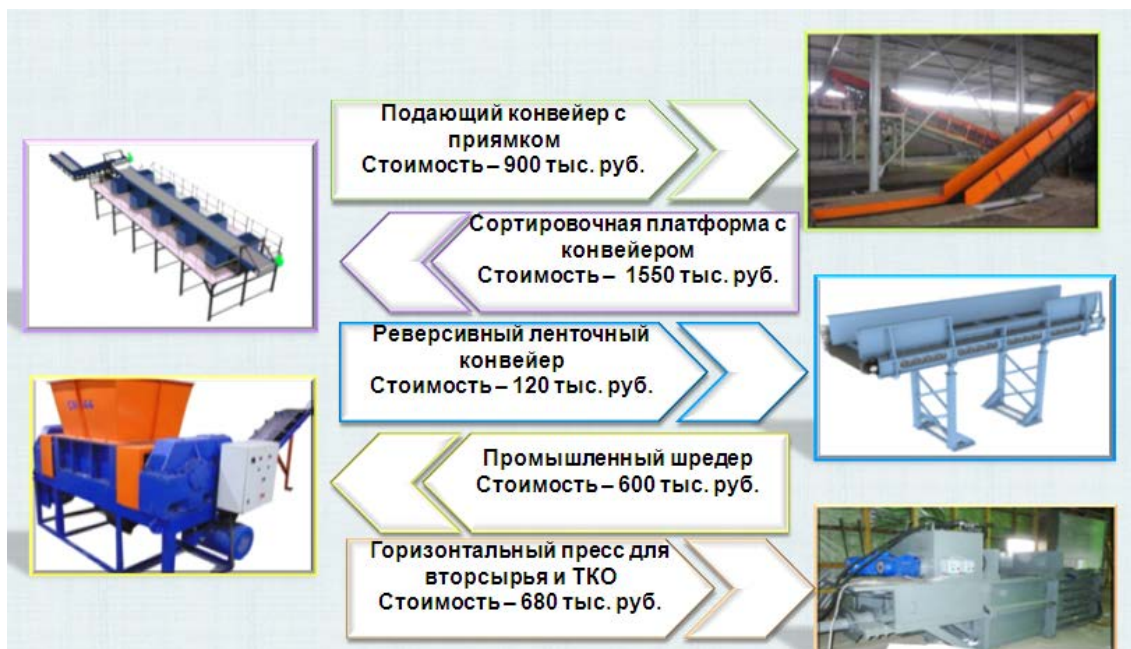 Подающий конвейер с
приямком
Стоимость – 900 тыс. руб.
Сортировочная платформа с
конвейером
Стоимость – 1550 тыс. руб.
Реверсивный ленточный
конвейер
Стоимость – 120 тыс. руб.
Промышленный шредер
Стоимость – 600 тыс. руб.
Горизонтальный пресс для
вторсырья и ТКО
Стоимость – 680 тыс. руб.